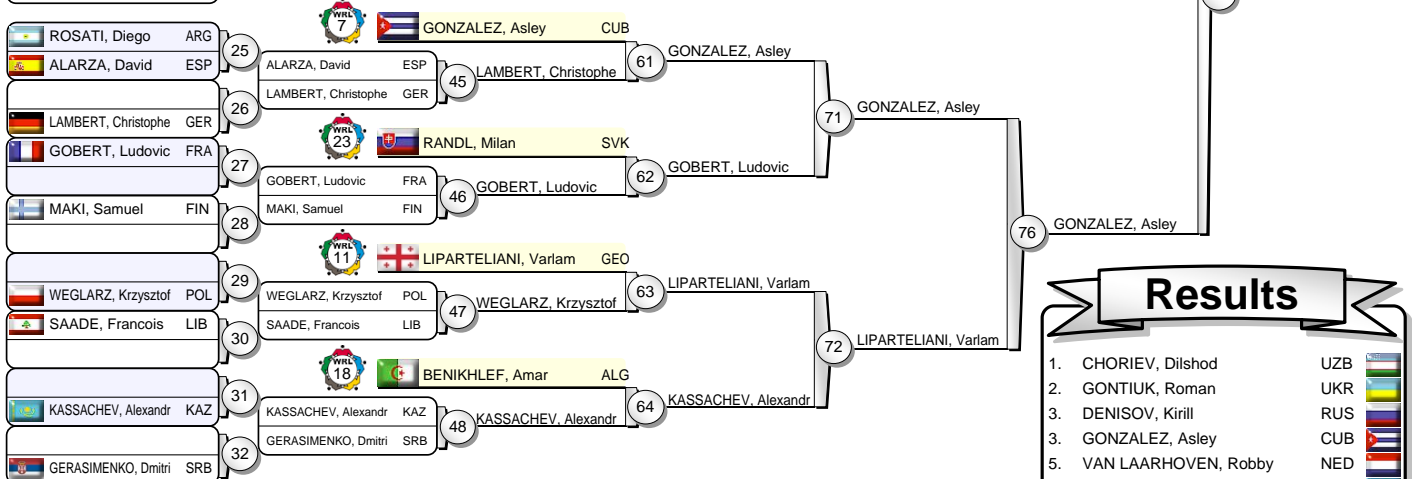 ROSATI, Diego ARG
ALARZA, David ESP
LAMBERT, Christophe GER
GOBERT, Ludovic FRA
MAKI, Samuel FIN
WEGLARZ, Krzysztof POL
SAADE, Francois LIB
KASSACHEV, Alexandr KAZ
GERASIMENKO, Dmitri SRB
25
26
27
28
29
30
31
32
WRL 7 GONZALEZ, Asley CUB
ALARZA, David ESP
LAMBERT, Christophe GER
45
LAMBERT, Christophe
WRL 23 RANDL, Milan SVK
GOBERT, Ludovic FRA
MAKI, Samuel FIN
46
GOBERT, Ludovic
WRL 11 LIPARTELIANI, Varlam GEO
WEGLARZ, Krzysztof POL
SAADE, Francois LIB
47
WEGLARZ, Krzysztof
WRL 18 BENIKHLEF, Amar ALG
KASSACHEV, Alexandr KAZ
GERASIMENKO, Dmitri SRB
48
KASSACHEV, Alexandr
61
GONZALEZ, Asley
62
GOBERT, Ludovic
63
LIPARTELIANI, Varlam
64
KASSACHEV, Alexandr
71
GONZALEZ, Asley
72
LIPARTELIANI, Varlam
76
GONZALEZ, Asley
Results
1. CHORIEV, Dilshod UZB
2. GONTIUK, Roman UKR
3. DENISOV, Kirill RUS
3. GONZALEZ, Asley CUB
5. VAN LAARHOVEN, Robby NED